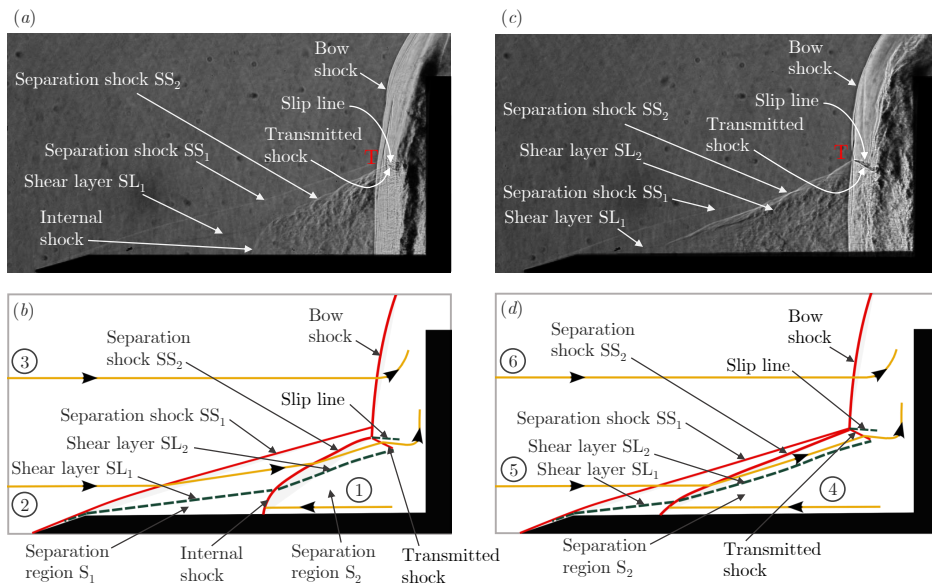 (a)
Bow
shock
Separation shock SS₂
Slip line
Transmitted
shock
T
Separation shock SS₁
Shear layer SL₁
Internal
shock
(c)
Bow
shock
Slip line
Separation shock
SS₂
Transmitted
shock
T
Shear layer
SL₂
Separation
shock SS₁
Shear layer SL₁
(b)
Bow
shock
Separation
shock SS₂
3
Slip line
Separation shock SS₁
Shear layer SL₂
Shear layer SL₁
2
1
Separation
region S₁
Internal
shock
Separation
region S₂
Transmitted
shock
(d)
Bow
shock
Separation
shock SS₂
6
Slip line
Separation shock SS₁
Shear layer SL₂
Shear layer SL₁
5
4
Separation
region S₂
Transmitted
shock